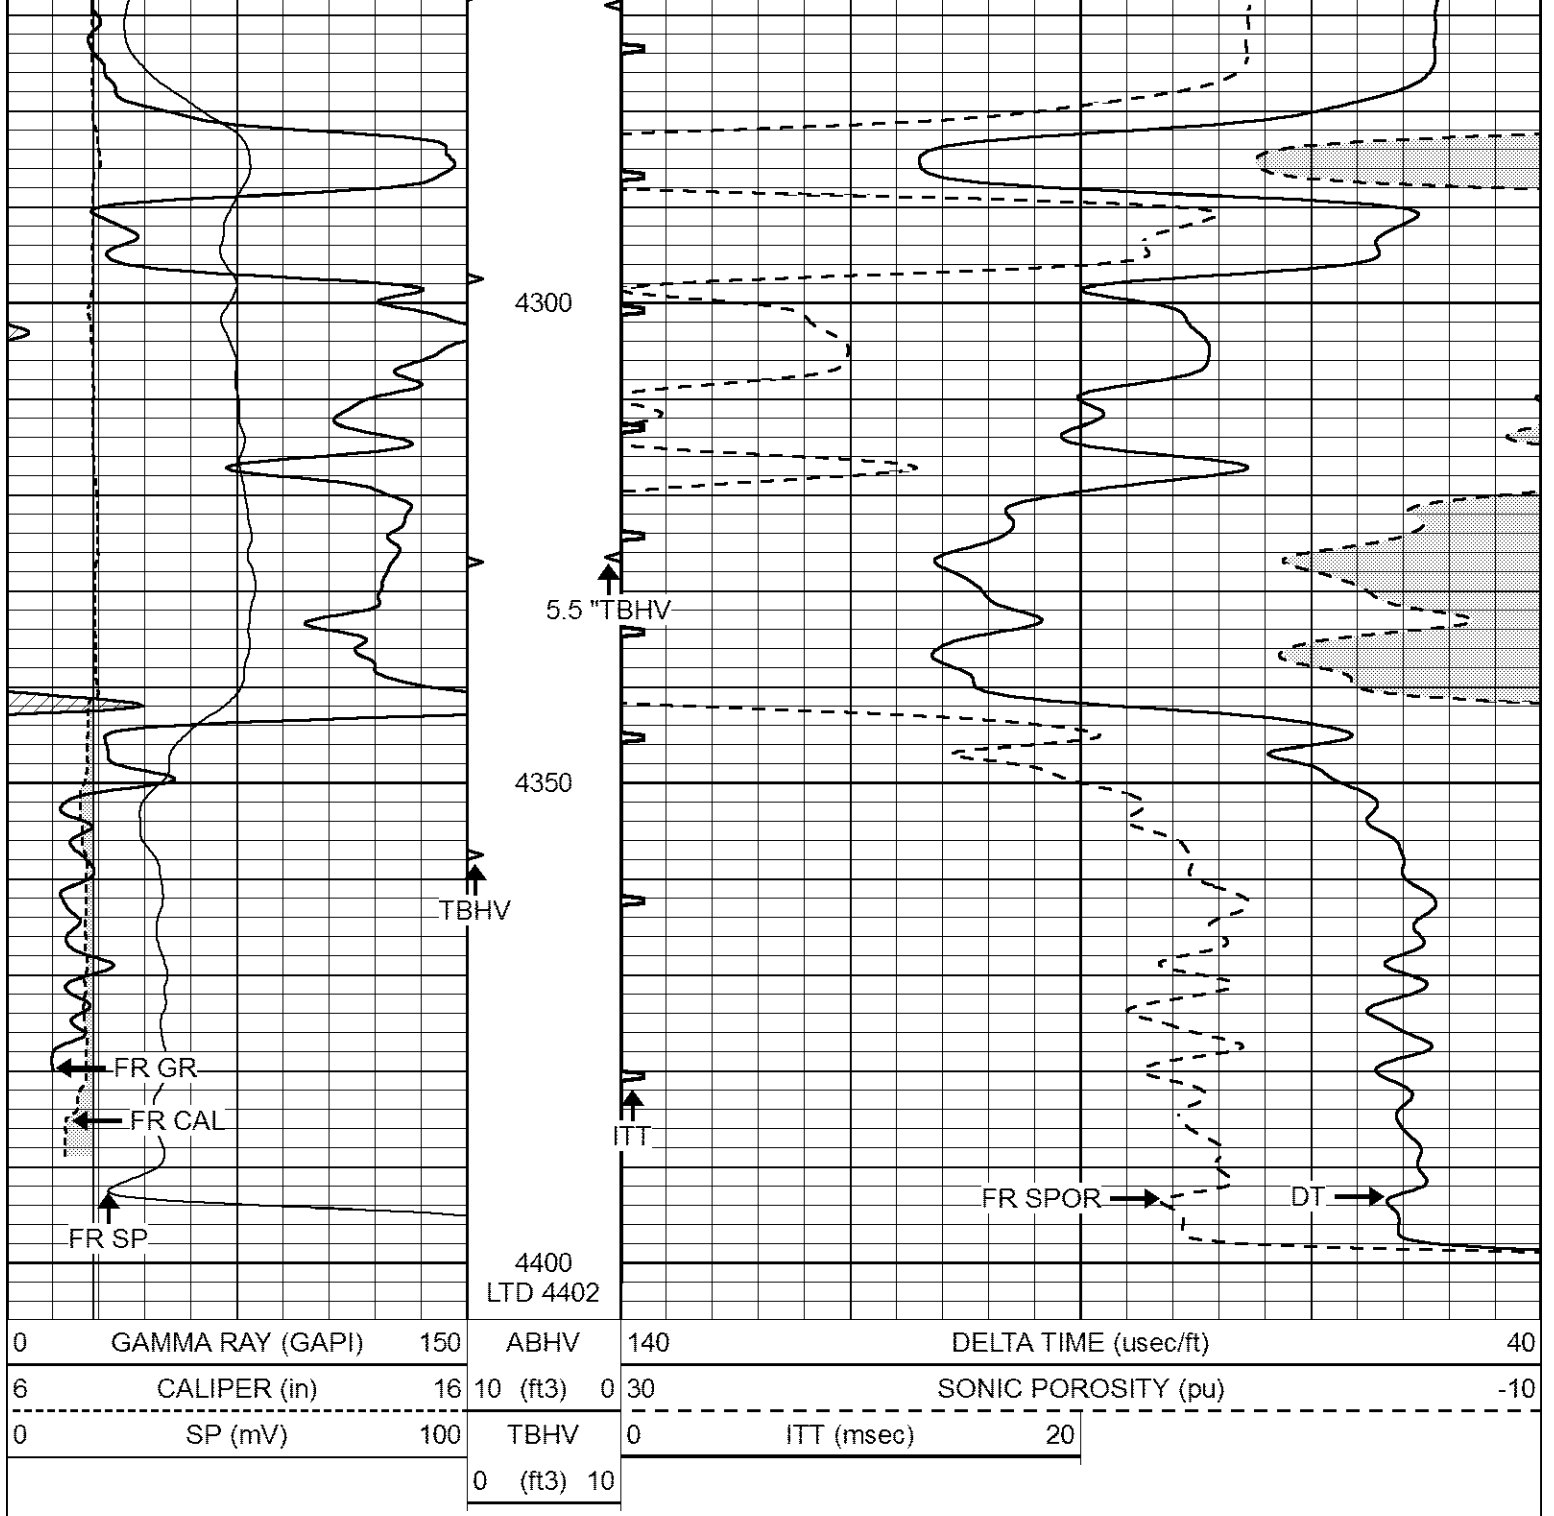 4300
5.5 "TBHV
4350
TBHV
FR GR
FR CAL
ITT
FR SPOR
DT
FR SP
4400
LTD 4402
0 GAMMA RAY (GAPI) 150 ABHV 140 DELTA TIME (usec/ft) 40
6 CALIPER (in) 16 10 (ft3) 0 30 SONIC POROSITY (pu) -10
0 SP (mV) 100 TBHV 0 ITT (msec) 20
0 (ft3) 10